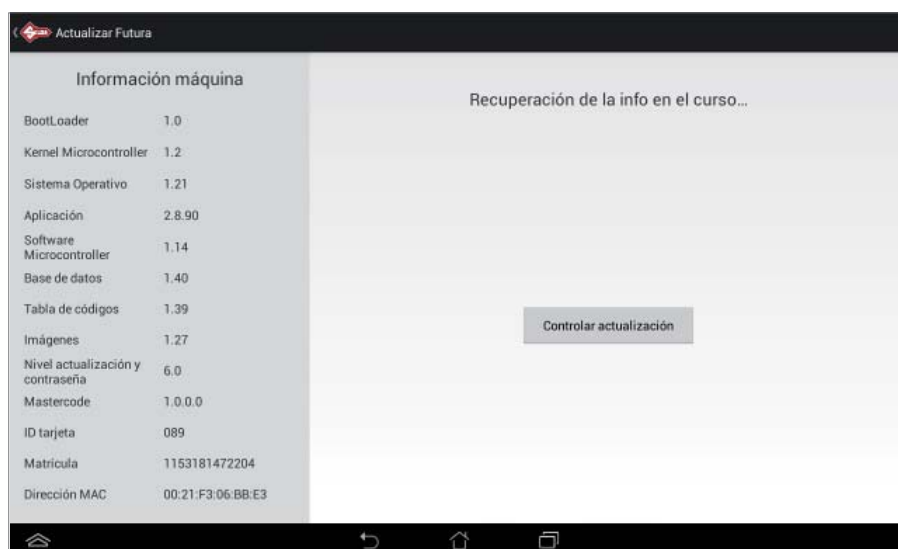 Actualizar Futura
Información máquina
BootLoader 1.0
Kernel Microcontroller 1.2
Sistema Operativo 1.21
Aplicación 2.8.90
Software
Microcontroller 1.14
Base de datos 1.40
Tabla de códigos 1.39
Imágenes 1.27
Nivel actualización y
contraseña 6.0
Mastercode 1.0.0.0
ID tarjeta 089
Matricula 1153181472204
Dirección MAC 00:21:F3:06:BB:E3
Recuperación de la info en el curso...
Controlar actualización